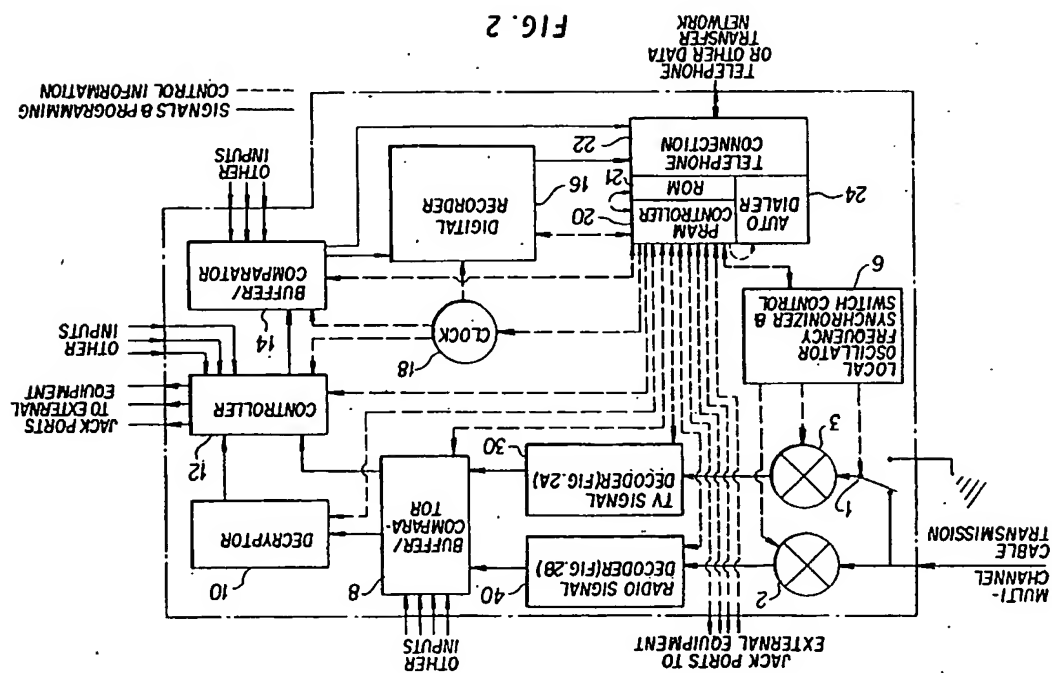 MULTI-
CHANNEL
CABLE
TRANSMISSION
JACK PORTS TO
EXTERNAL EQUIPMENT
OTHER
INPUTS
2
RADIO SIGNAL
DECODER (FIG.2B)
40
8
BUFFER/
COMPARA-
TOR
10
DECRYPTOR
1
3
TV SIGNAL
DECODER (FIG.2A)
30
12
CONTROLLER
JACK PORTS
TO EXTERNAL
EQUIPMENT
OTHER
INPUTS
LOCAL
OSCILLATOR
FREQUENCY
SYNCHRONIZER &
SWITCH CONTROL
6
18
CLOCK
14
BUFFER/
COMPARATOR
OTHER
INPUTS
24
AUTO
DIALER
PRAM
CONTROLLER
20
ROM
21
TELEPHONE
CONNECTION
22
16
DIGITAL
RECORDER
SIGNALS & PROGRAMMING
CONTROL INFORMATION
TELEPHONE
OR OTHER DATA
TRANSFER
NETWORK
FIG. 2